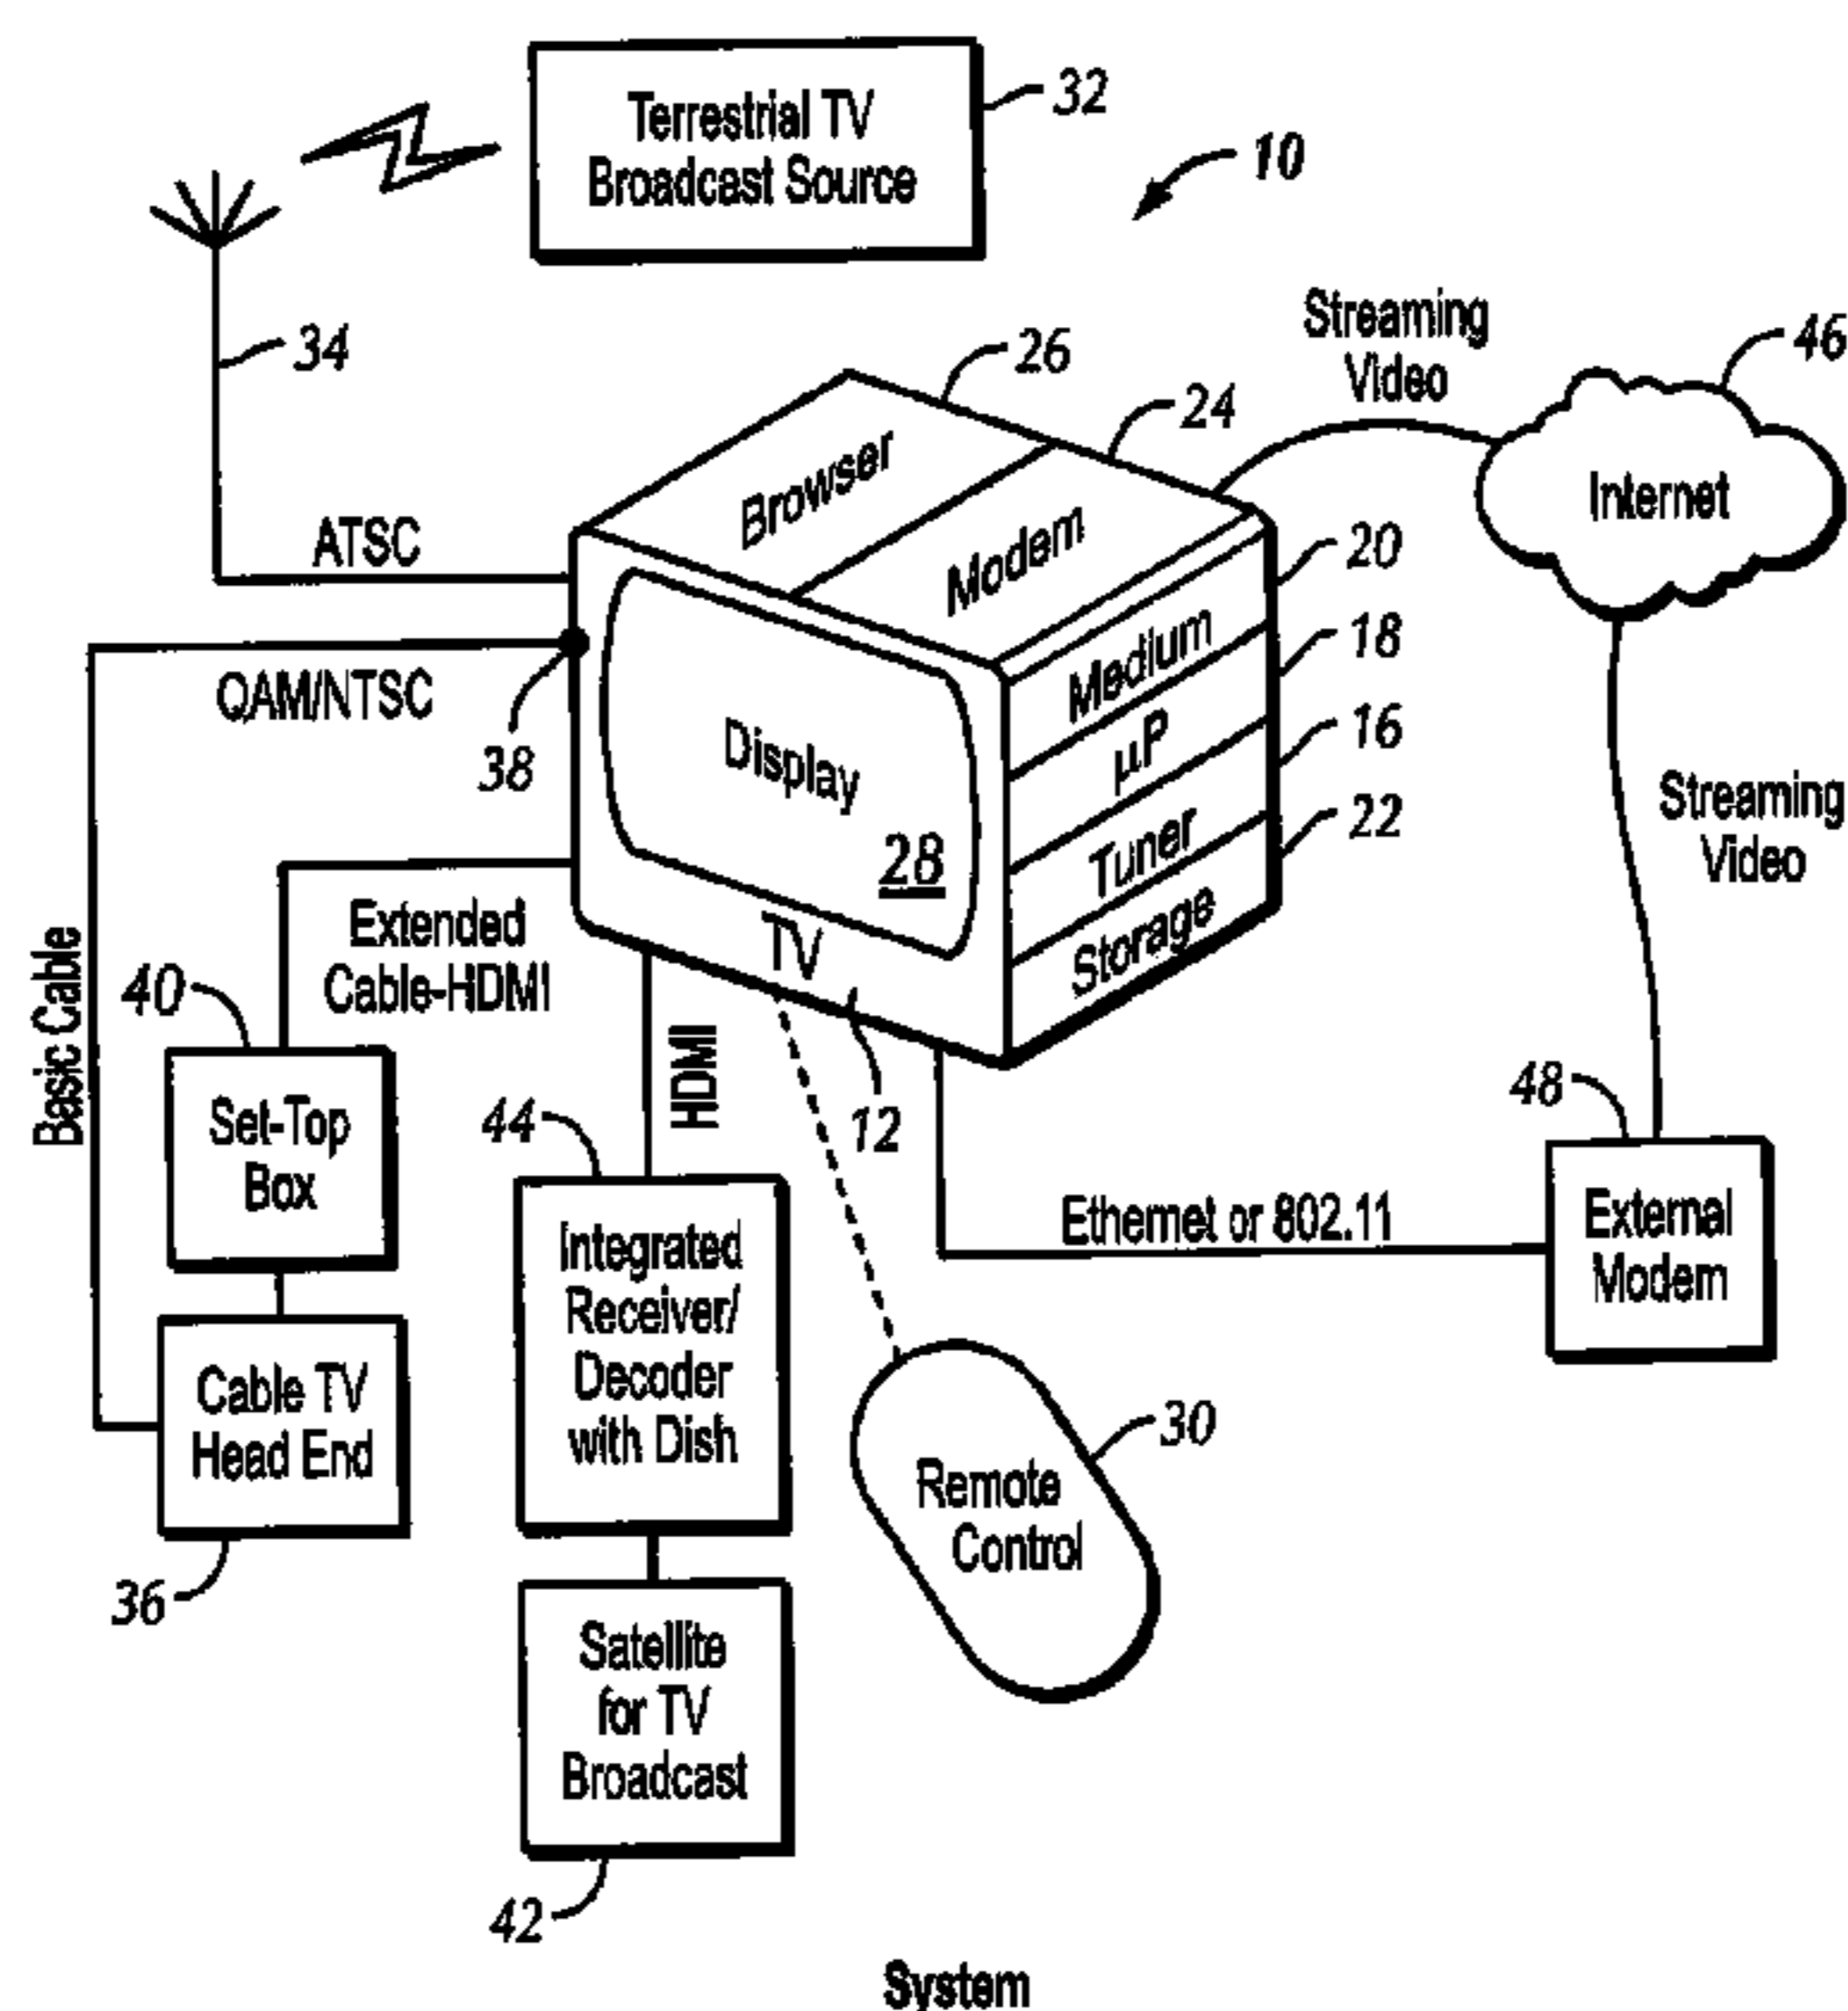 Terrestrial TV
Broadcast Source
32
10
34
ATSC
26
24
Streaming
Video
46
Internet
Browser
Modem
20
18
16
22
Medium
µP
Tuner
Storage
QAM/NTSC
38
Display
28
TV
12
Streaming
Video
Basic Cable
Extended
Cable-HDMI
40
Set-Top
Box
HDMI
44
Integrated
Receiver/
Decoder
with Dish
Ethernet or 802.11
48
External
Modem
Cable TV
Head End
36
30
Remote
Control
Satellite
for TV
Broadcast
42
System